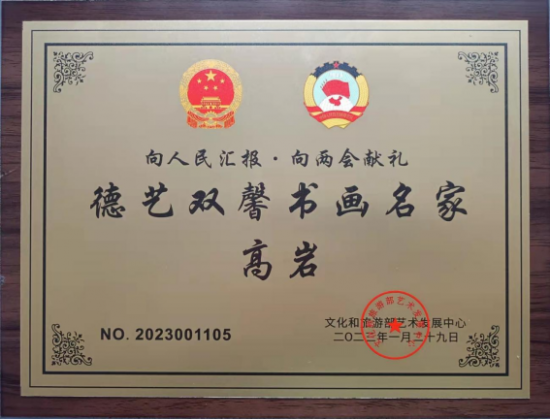 向人民汇报·向两会献礼
德艺双馨书画名家
高岩
文化和旅游部艺术发展中心
二〇二三年一月二十九日
NO. 2023001105